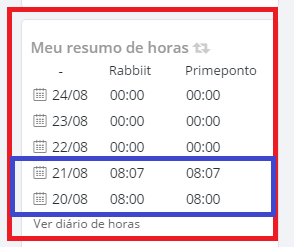 Meu resumo de horas
- Rabbiit Primeponto
24/08 00:00 00:00
23/08 00:00 00:00
22/08 00:00 00:00
21/08 08:07 08:07
20/08 08:00 08:00
Ver diário de horas